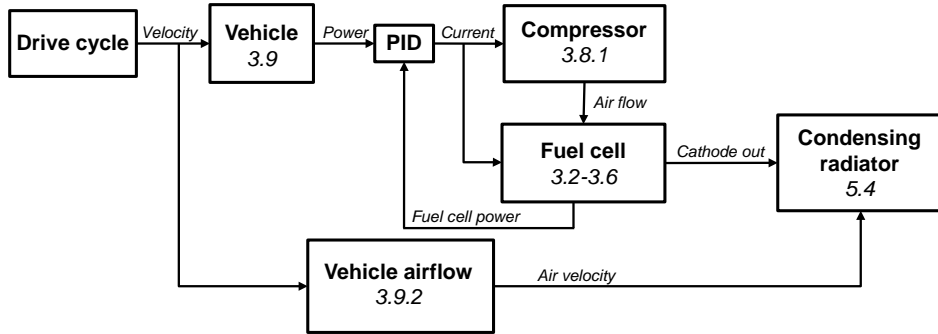 Drive cycle
Velocity
Vehicle
3.9
Power
PID
Current
Compressor
3.8.1
Air flow
Fuel cell
3.2-3.6
Cathode out
Condensing
radiator
5.4
Fuel cell power
Vehicle airflow
3.9.2
Air velocity